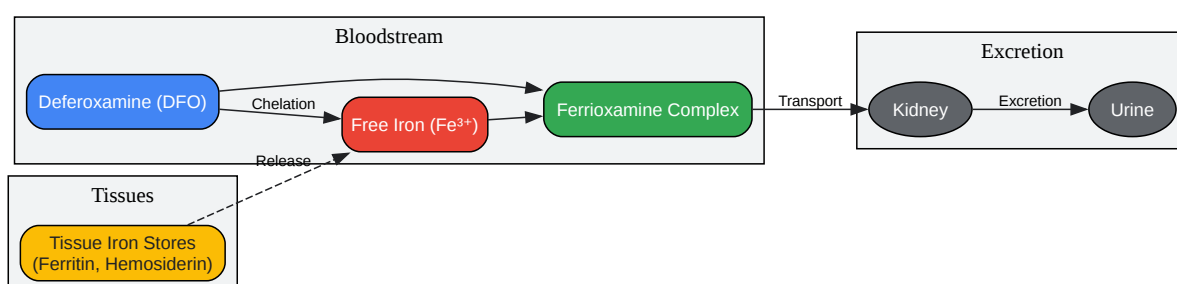 Bloodstream
Excretion
Deferoxamine (DFO)
Chelation
Free Iron (Fe³⁺)
Ferrioxamine Complex
Transport
Kidney
Excretion
Urine
Release
Tissues
Tissue Iron Stores
(Ferritin, Hemosiderin)